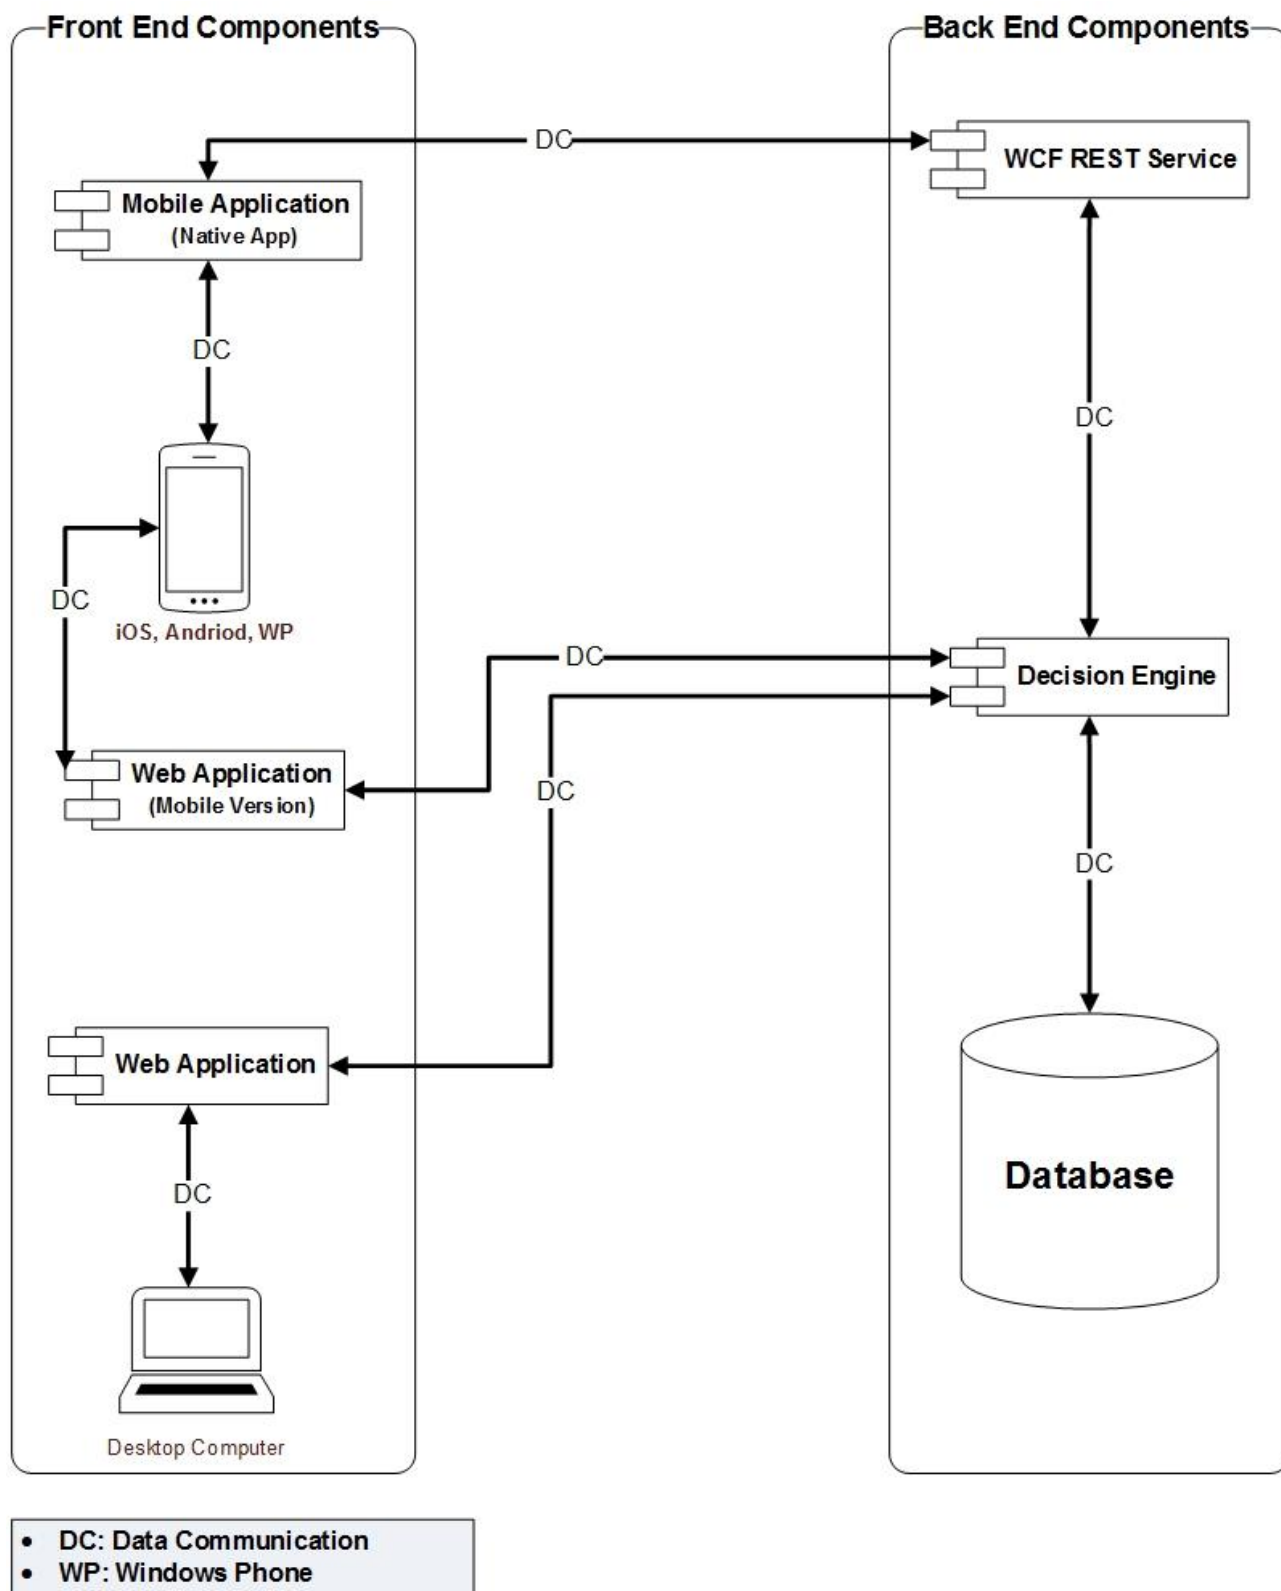 Front End Components
Back End Components
DC
WCF REST Service
Mobile Application
(Native App)
DC
DC
DC
iOS, Andriod, WP
DC
Decision Engine
Web Application
(Mobile Version)
DC
DC
Web Application
DC
Database
Desktop Computer
• DC: Data Communication
• WP: Windows Phone